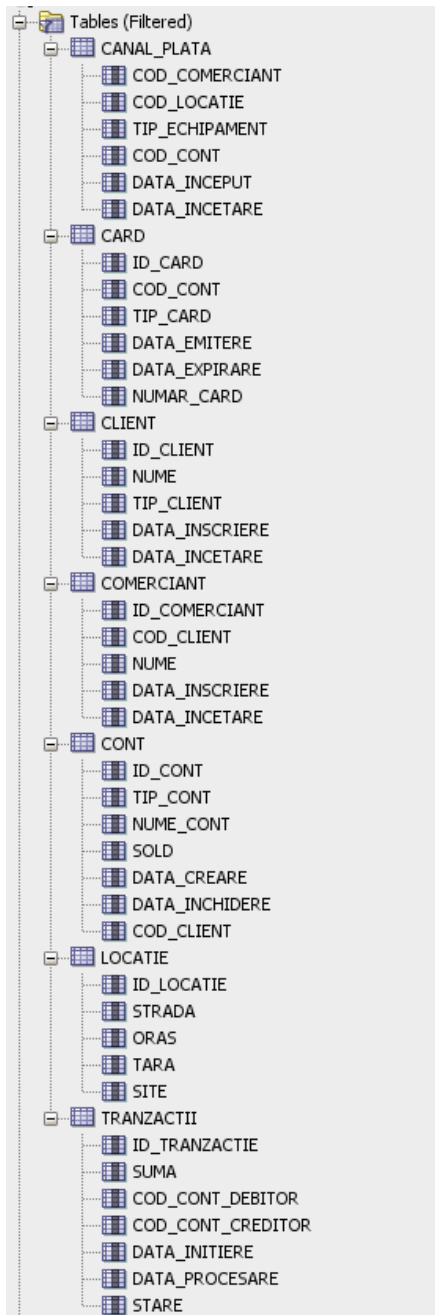 Tables (Filtered)
CANAL_PLATA
COD_COMERCIANT
COD_LOCATIE
TIP_ECHIPAMENT
COD_CONT
DATA_INCEPUT
DATA_INCETARE
CARD
ID_CARD
COD_CONT
TIP_CARD
DATA_EMITERE
DATA_EXPIRARE
NUMAR_CARD
CLIENT
ID_CLIENT
NUME
TIP_CLIENT
DATA_INSCRIERE
DATA_INCETARE
COMERCIANT
ID_COMERCIANT
COD_CLIENT
NUME
DATA_INSCRIERE
DATA_INCETARE
CONT
ID_CONT
TIP_CONT
NUME_CONT
SOLD
DATA_CREARE
DATA_INCHIDERE
COD_CLIENT
LOCATIE
ID_LOCATIE
STRADA
ORAS
TARA
SITE
TRANZACTII
ID_TRANZACTIE
SUMA
COD_CONT_DEBITOR
COD_CONT_CREDITOR
DATA_INITIERE
DATA_PROCESARE
STARE